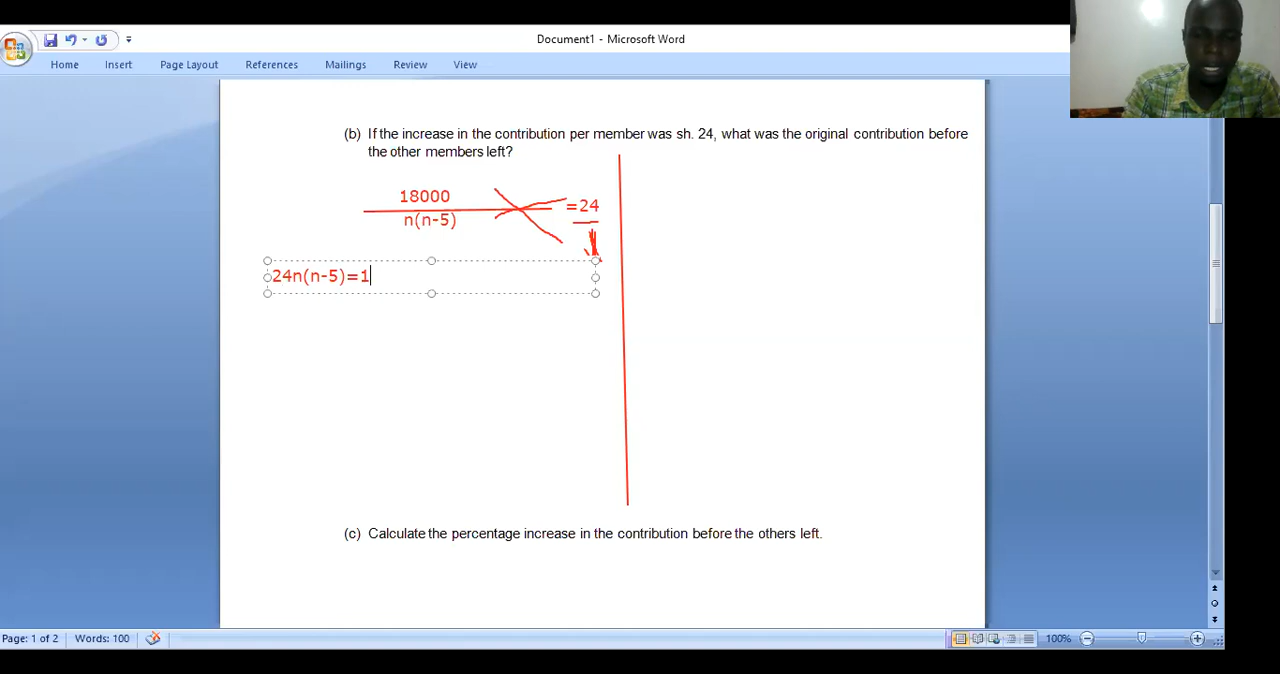 Document1 - Microsoft Word
Home Insert Page Layout References Mailings Review View
(b) If the increase in the contribution per member was sh. 24, what was the original contribution before
the other members left?
18000
=24
n(n-5)
24n(n-5)=1
(c) Calculate the percentage increase in the contribution before the others left.
Page: 1 of 2 Words: 100 100%